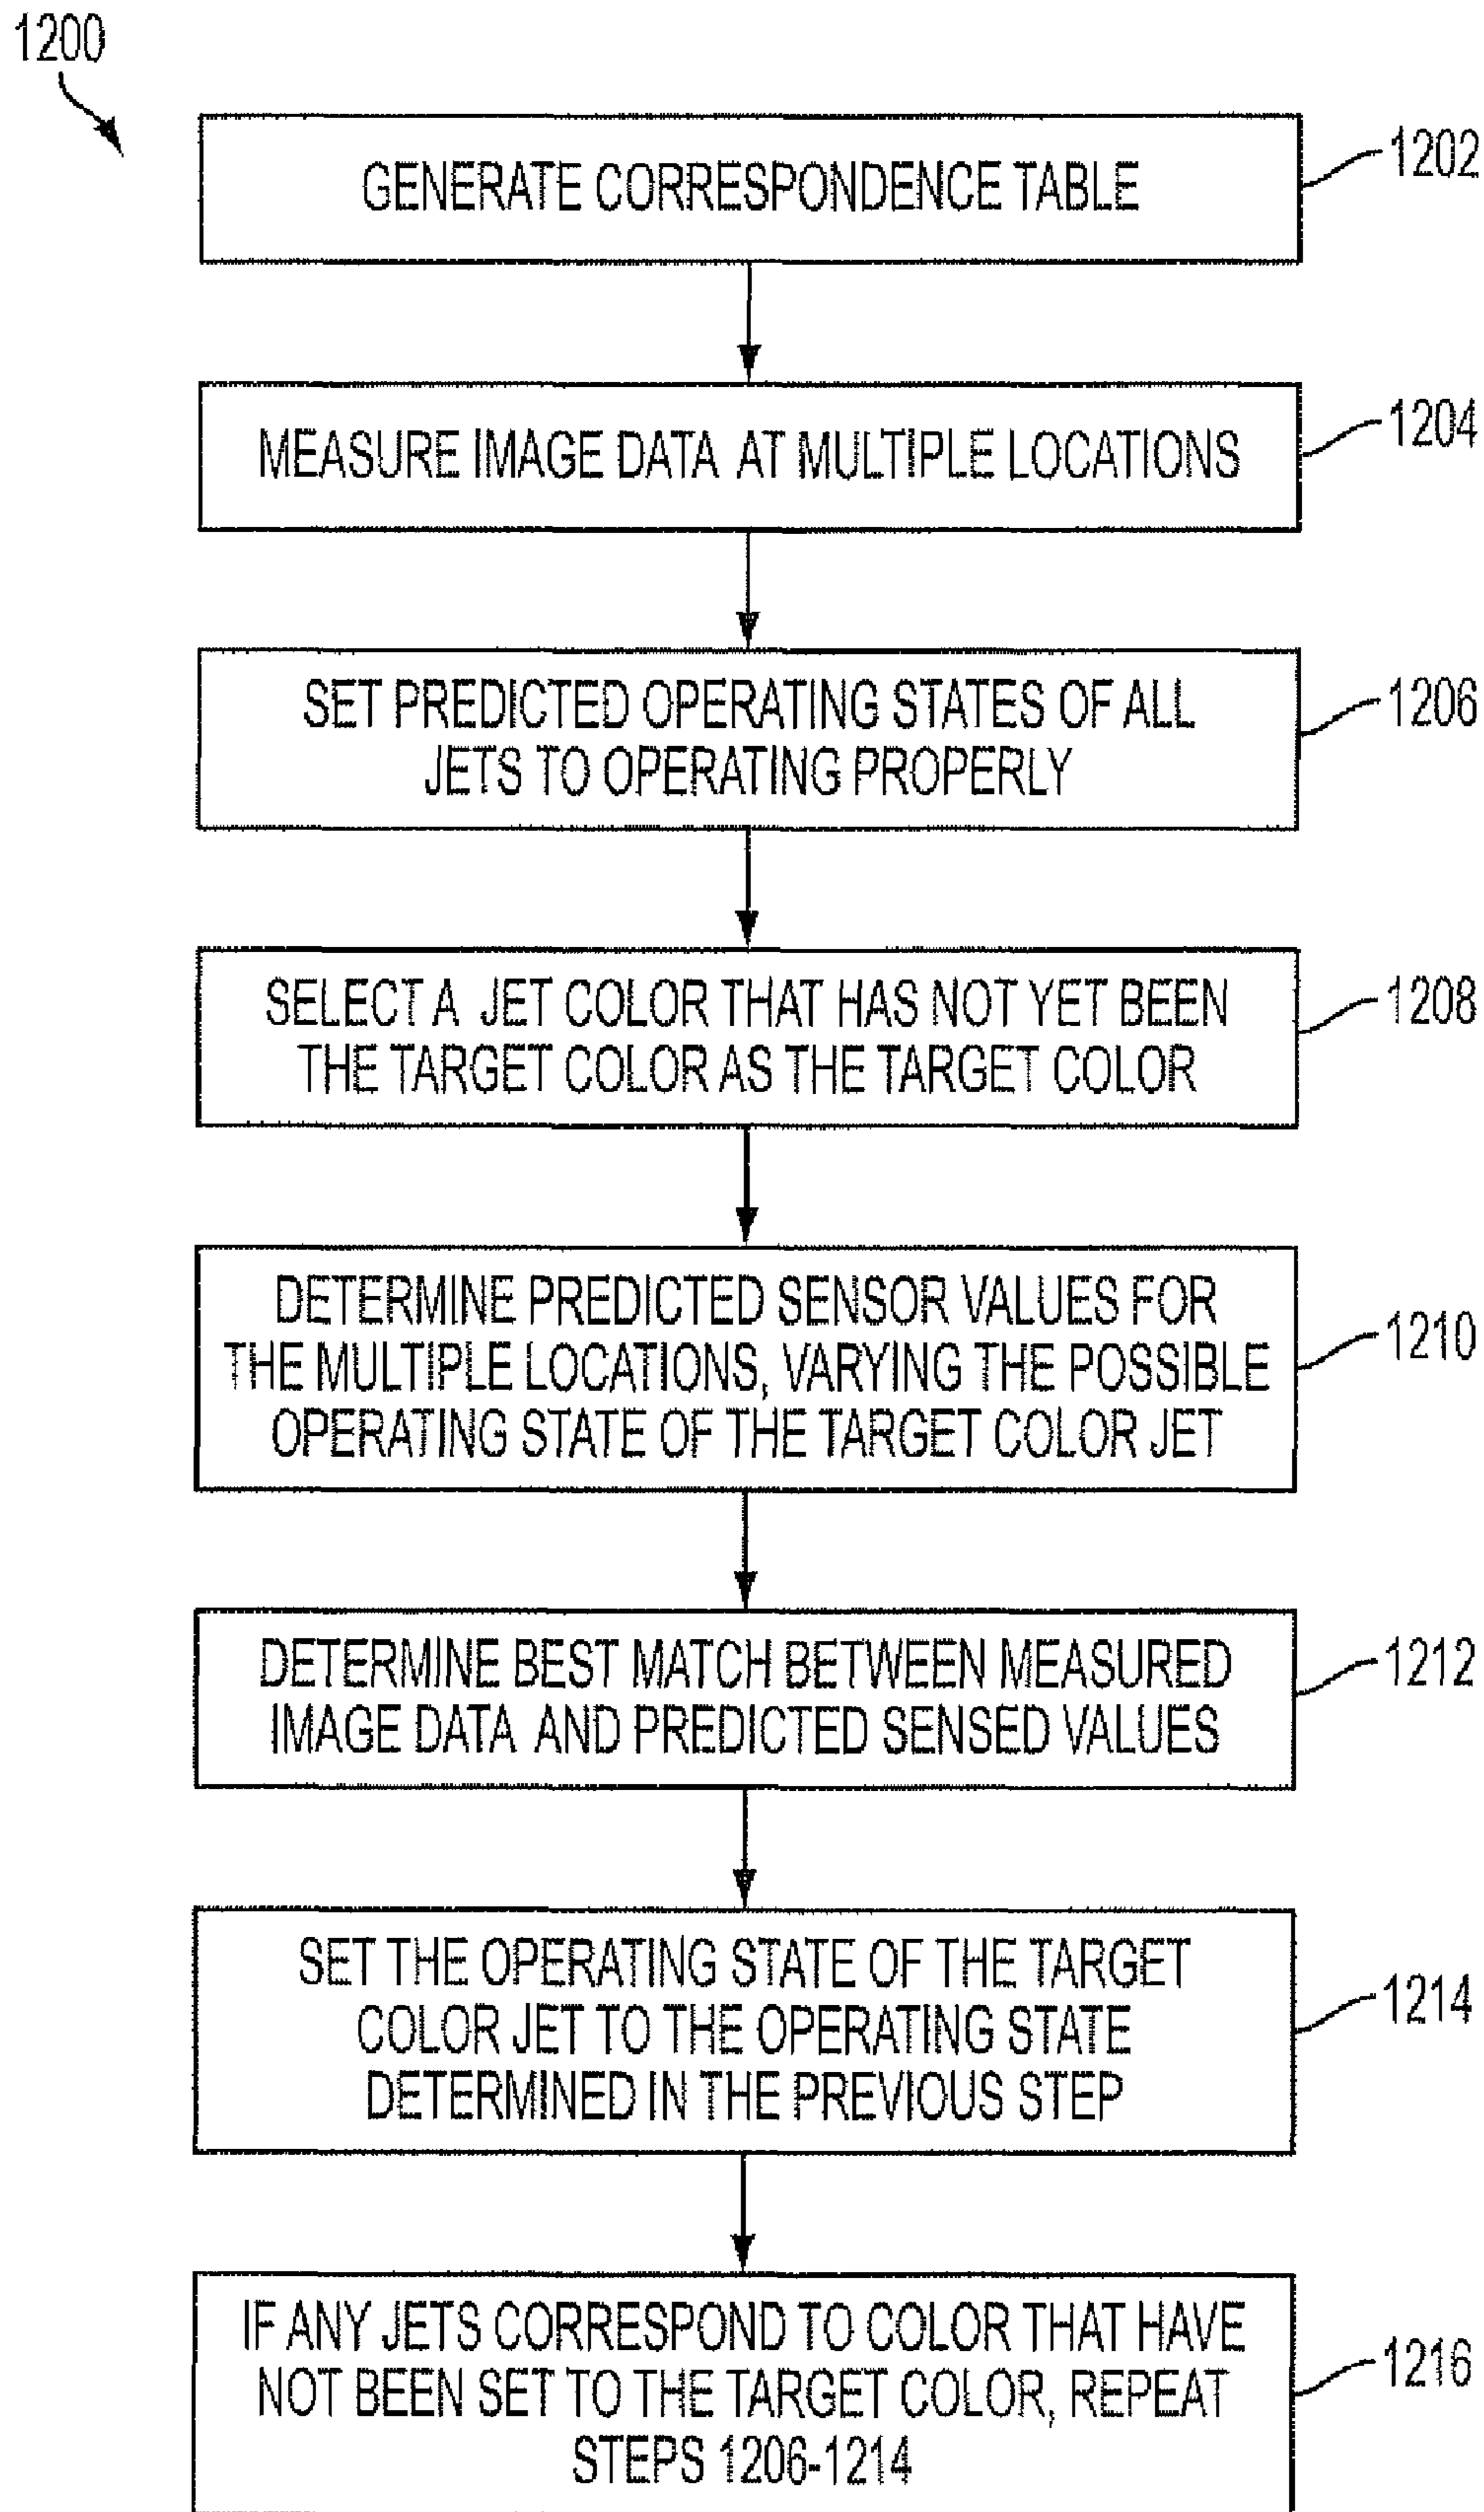 1200
GENERATE CORRESPONDENCE TABLE
1202
MEASURE IMAGE DATA AT MULTIPLE LOCATIONS
1204
SET PREDICTED OPERATING STATES OF ALL
JETS TO OPERATING PROPERLY
1206
SELECT A JET COLOR THAT HAS NOT YET BEEN
THE TARGET COLOR AS THE TARGET COLOR
1208
DETERMINE PREDICTED SENSOR VALUES FOR
THE MULTIPLE LOCATIONS, VARYING THE POSSIBLE
OPERATING STATE OF THE TARGET COLOR JET
1210
DETERMINE BEST MATCH BETWEEN MEASURED
IMAGE DATA AND PREDICTED SENSED VALUES
1212
SET THE OPERATING STATE OF THE TARGET
COLOR JET TO THE OPERATING STATE
DETERMINED IN THE PREVIOUS STEP
1214
IF ANY JETS CORRESPOND TO COLOR THAT HAVE
NOT BEEN SET TO THE TARGET COLOR, REPEAT
STEPS 1206-1214
1216